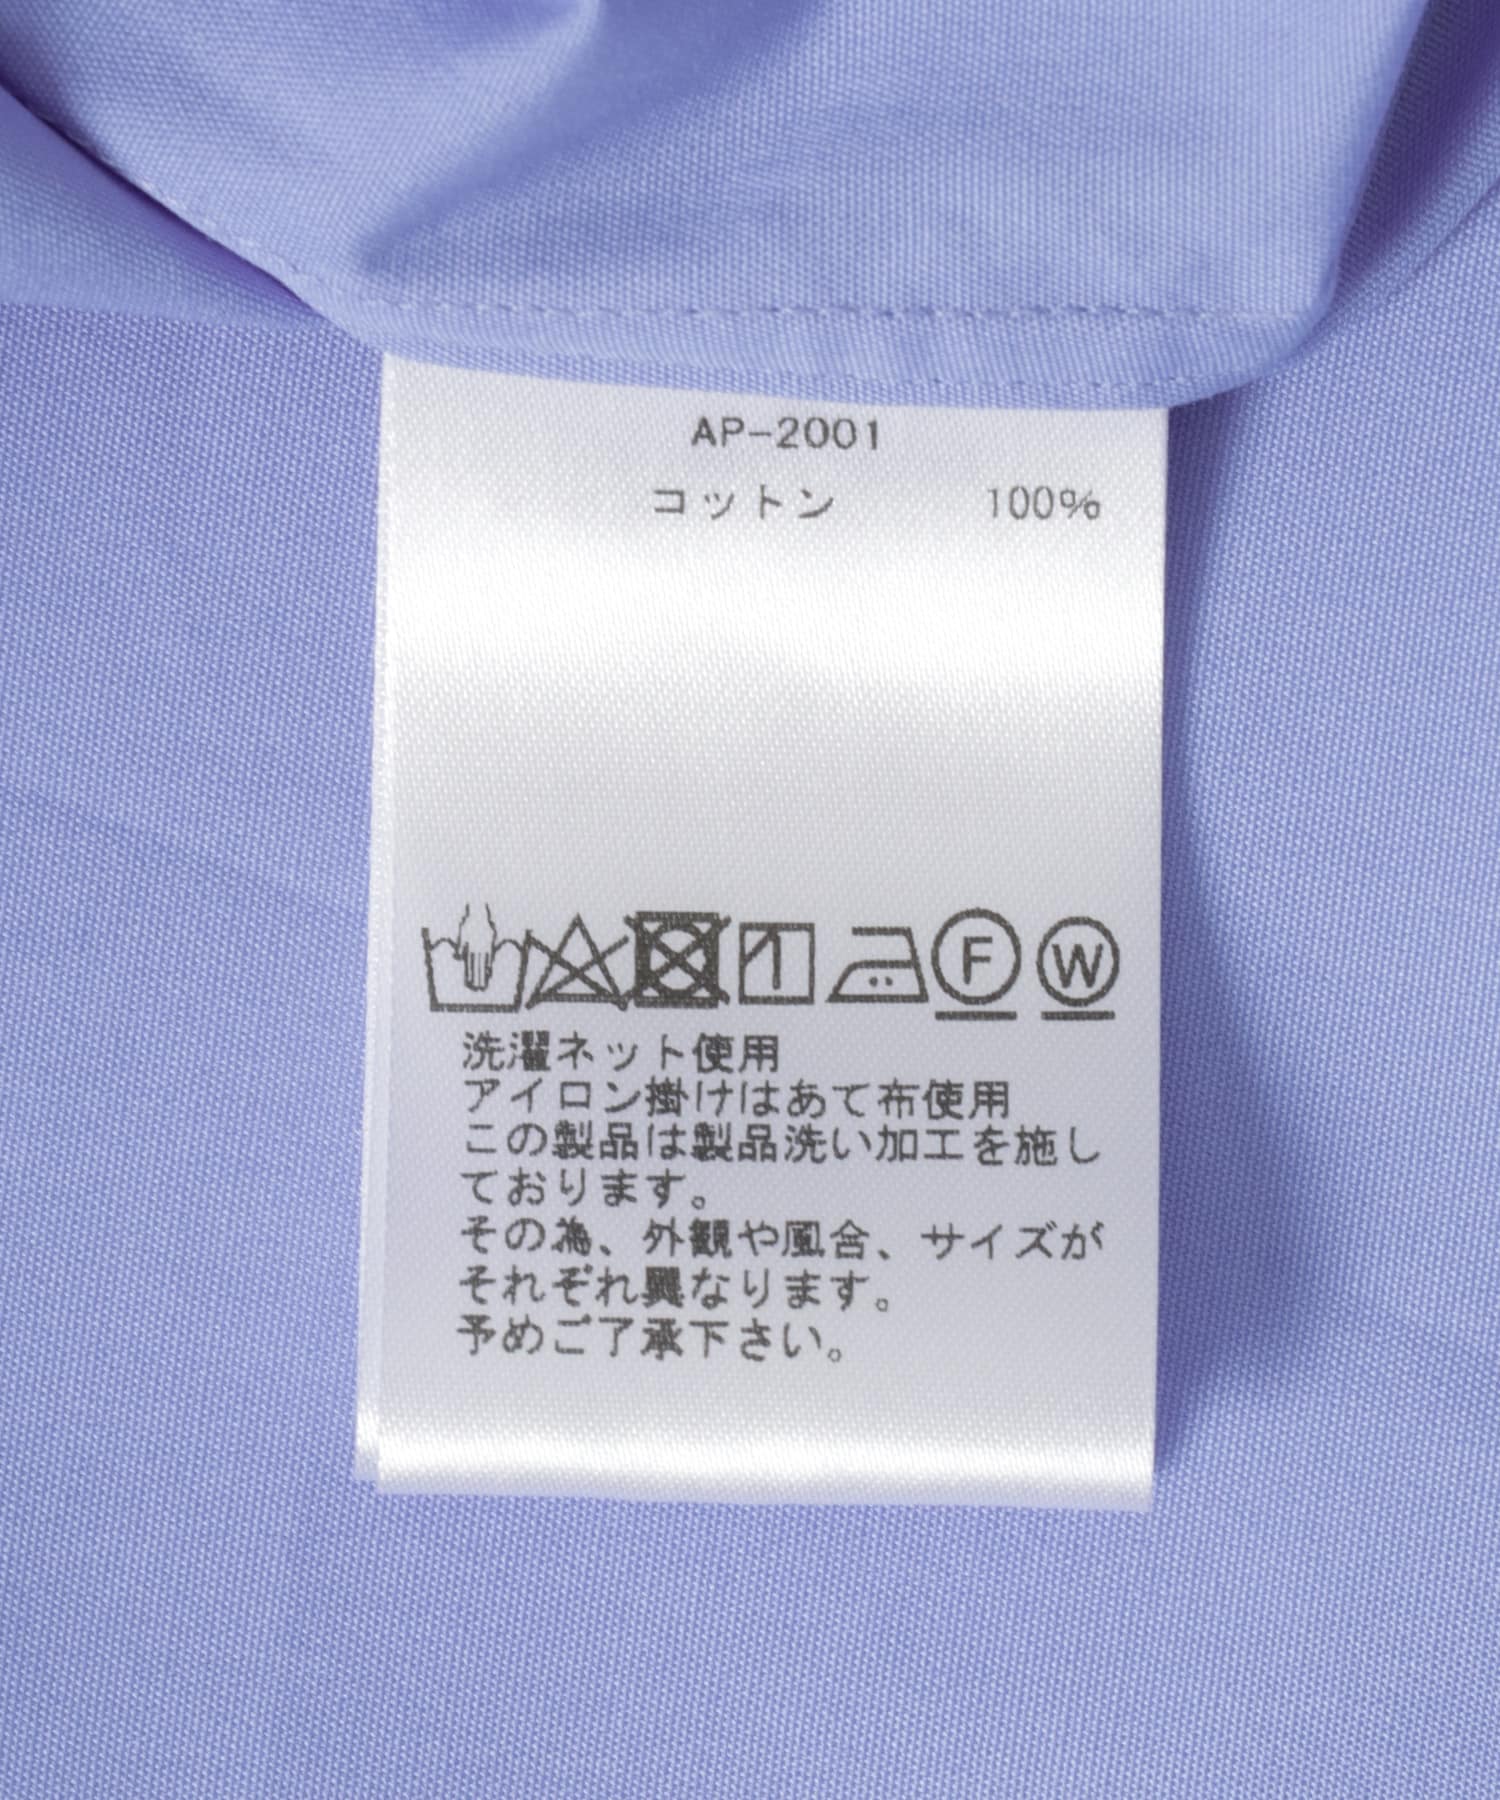 AP-2001
コットン 100%
F W
洗濯ネット使用
アイロン掛けはあて布使用
この製品は製品洗い加工を施し
ております。
その為、外観や風合、サイズが
それぞれ異なります。
予めご了承下さい。